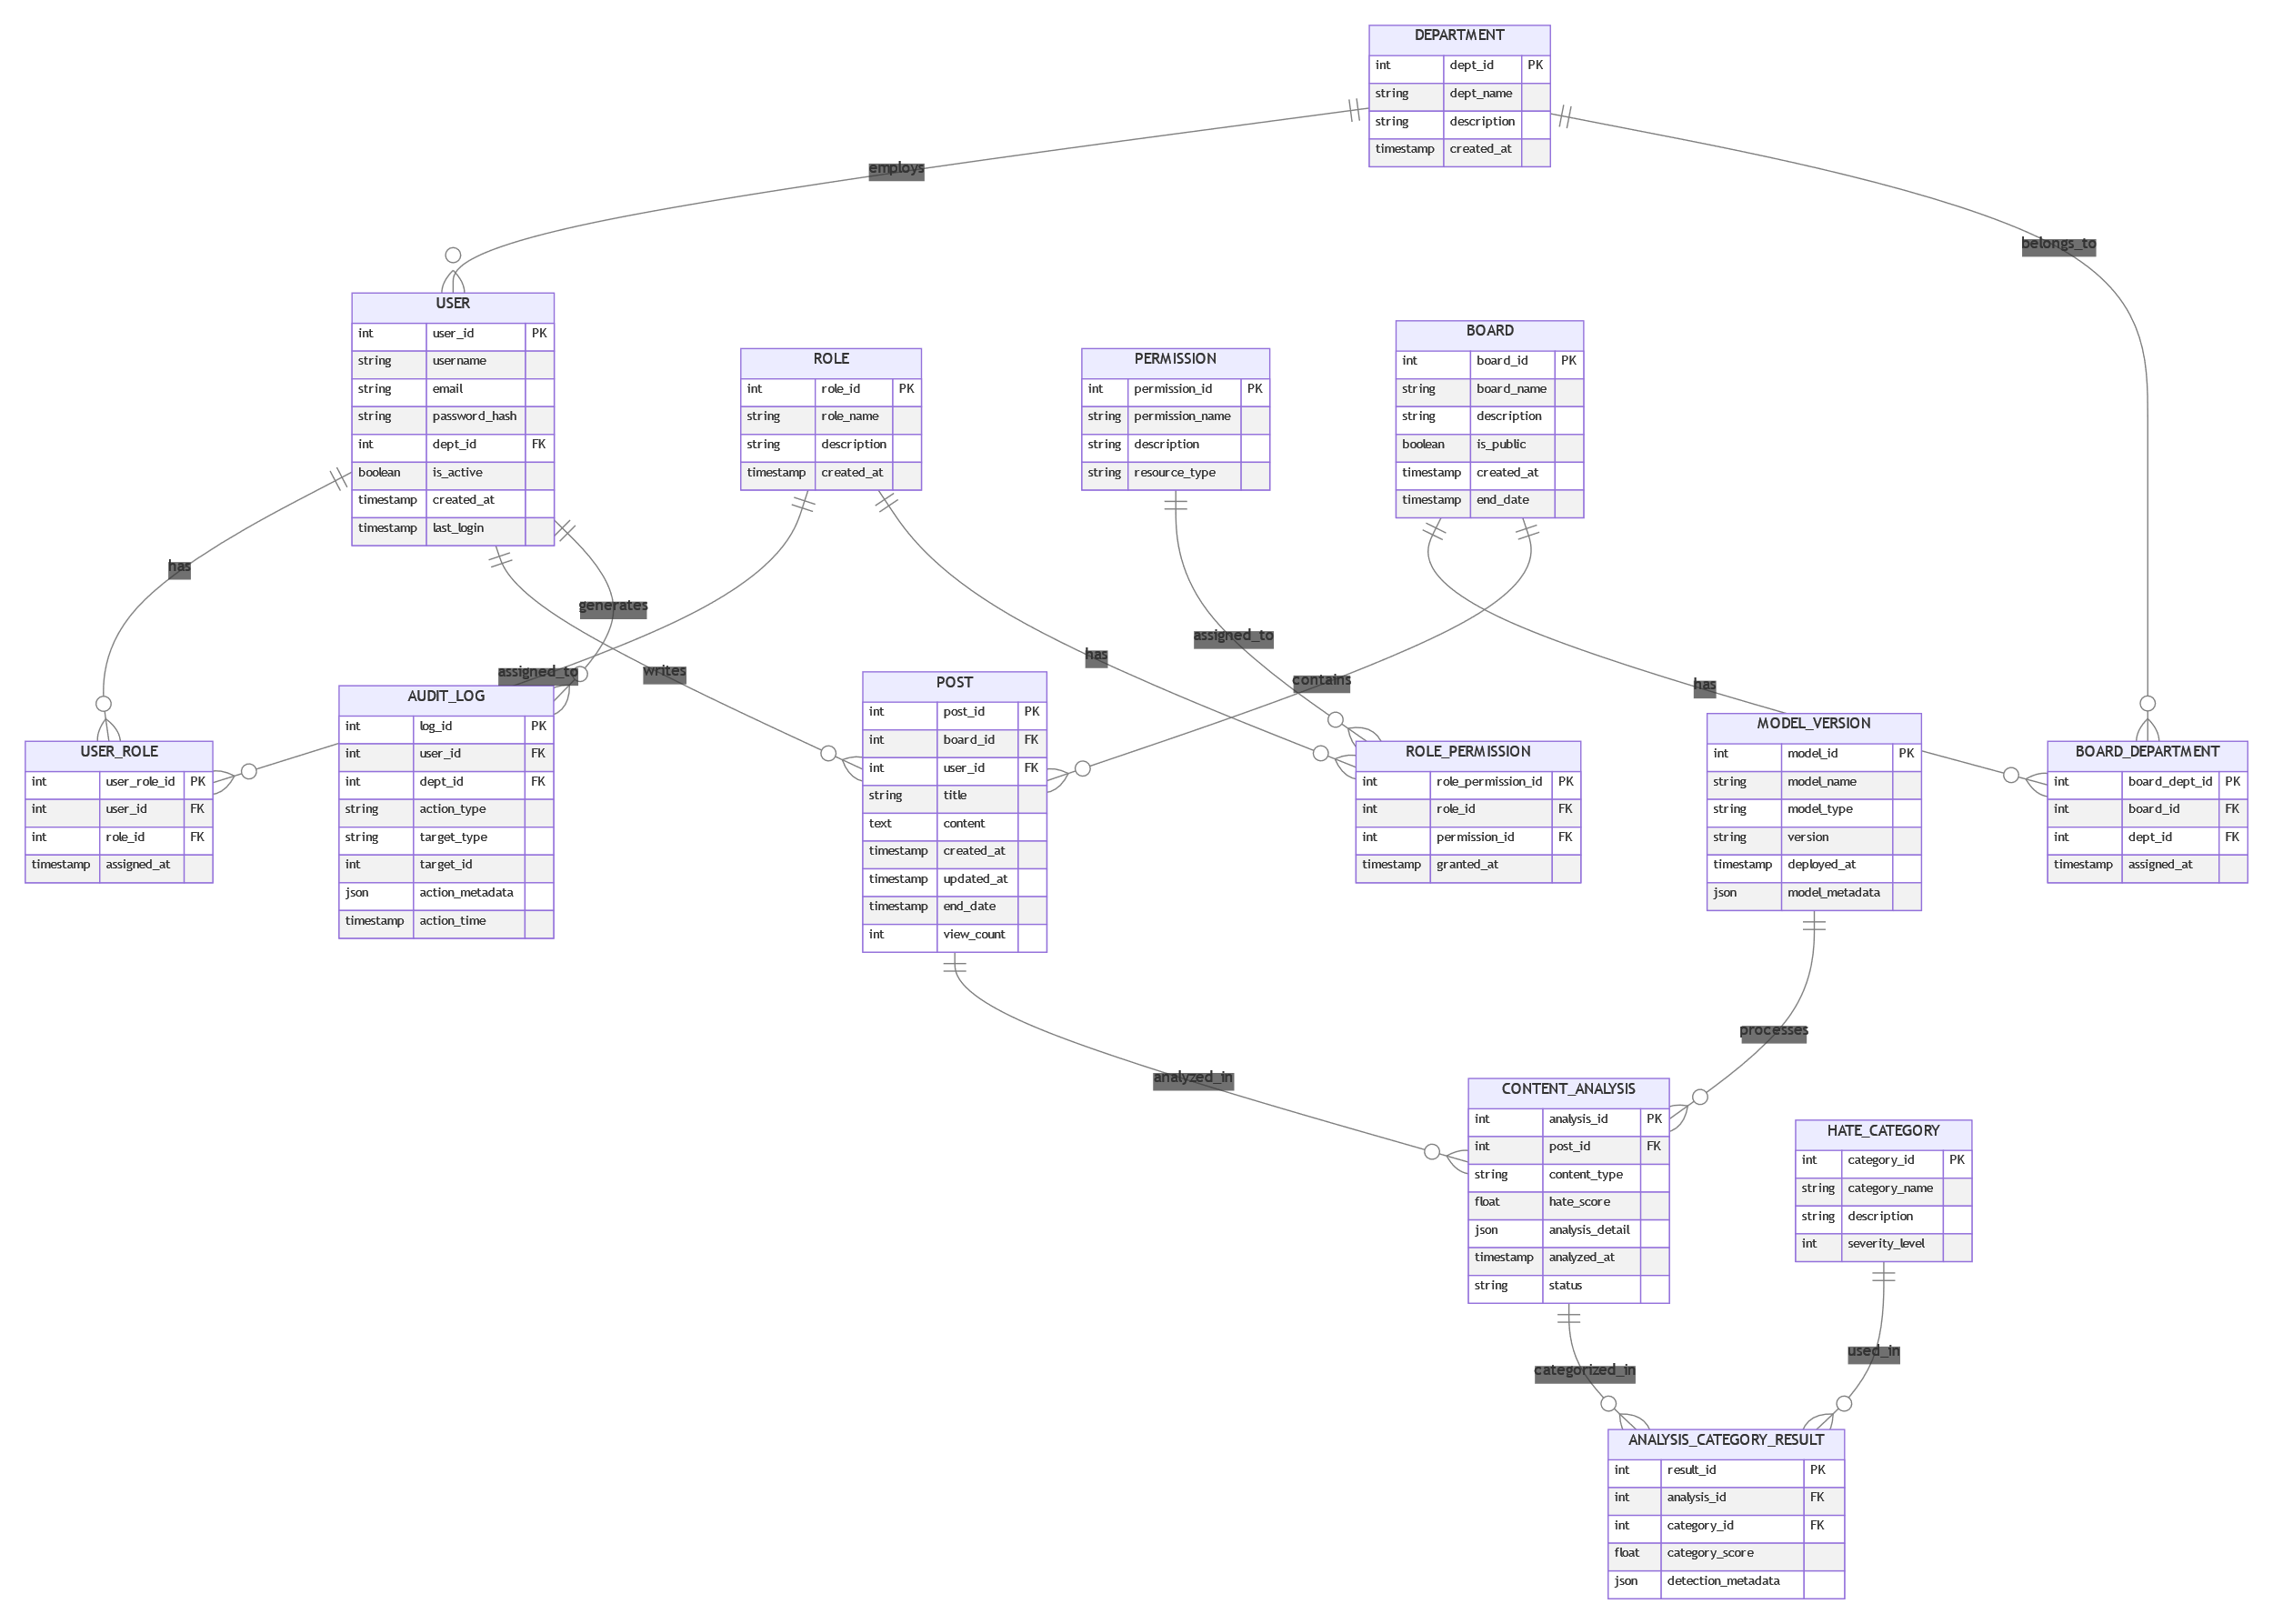 DEPARTMENT
int dept_id PK
string dept_name
string description
timestamp created_at
employs
belongs_to
USER
int user_id PK
string username
string email
string password_hash
int dept_id FK
boolean is_active
timestamp created_at
timestamp last_login
ROLE
int role_id PK
string role_name
string description
timestamp created_at
PERMISSION
int permission_id PK
string permission_name
string description
string resource_type
BOARD
int board_id PK
string board_name
string description
boolean is_public
timestamp created_at
timestamp end_date
has
generates
assigned_to
writes
has
assigned_to
contains
has
USER_ROLE
int user_role_id PK
int user_id FK
int role_id FK
timestamp assigned_at
AUDIT_LOG
int log_id PK
int user_id FK
int dept_id FK
string action_type
string target_type
int target_id
json action_metadata
timestamp action_time
POST
int post_id PK
int board_id FK
int user_id FK
string title
text content
timestamp created_at
timestamp updated_at
timestamp end_date
int view_count
ROLE_PERMISSION
int role_permission_id PK
int role_id FK
int permission_id FK
timestamp granted_at
MODEL_VERSION
int model_id PK
string model_name
string model_type
string version
timestamp deployed_at
json model_metadata
BOARD_DEPARTMENT
int board_dept_id PK
int board_id FK
int dept_id FK
timestamp assigned_at
analyzed_in
processes
CONTENT_ANALYSIS
int analysis_id PK
int post_id FK
string content_type
float hate_score
json analysis_detail
timestamp analyzed_at
string status
HATE_CATEGORY
int category_id PK
string category_name
string description
int severity_level
categorized_in
used_in
ANALYSIS_CATEGORY_RESULT
int result_id PK
int analysis_id FK
int category_id FK
float category_score
json detection_metadata